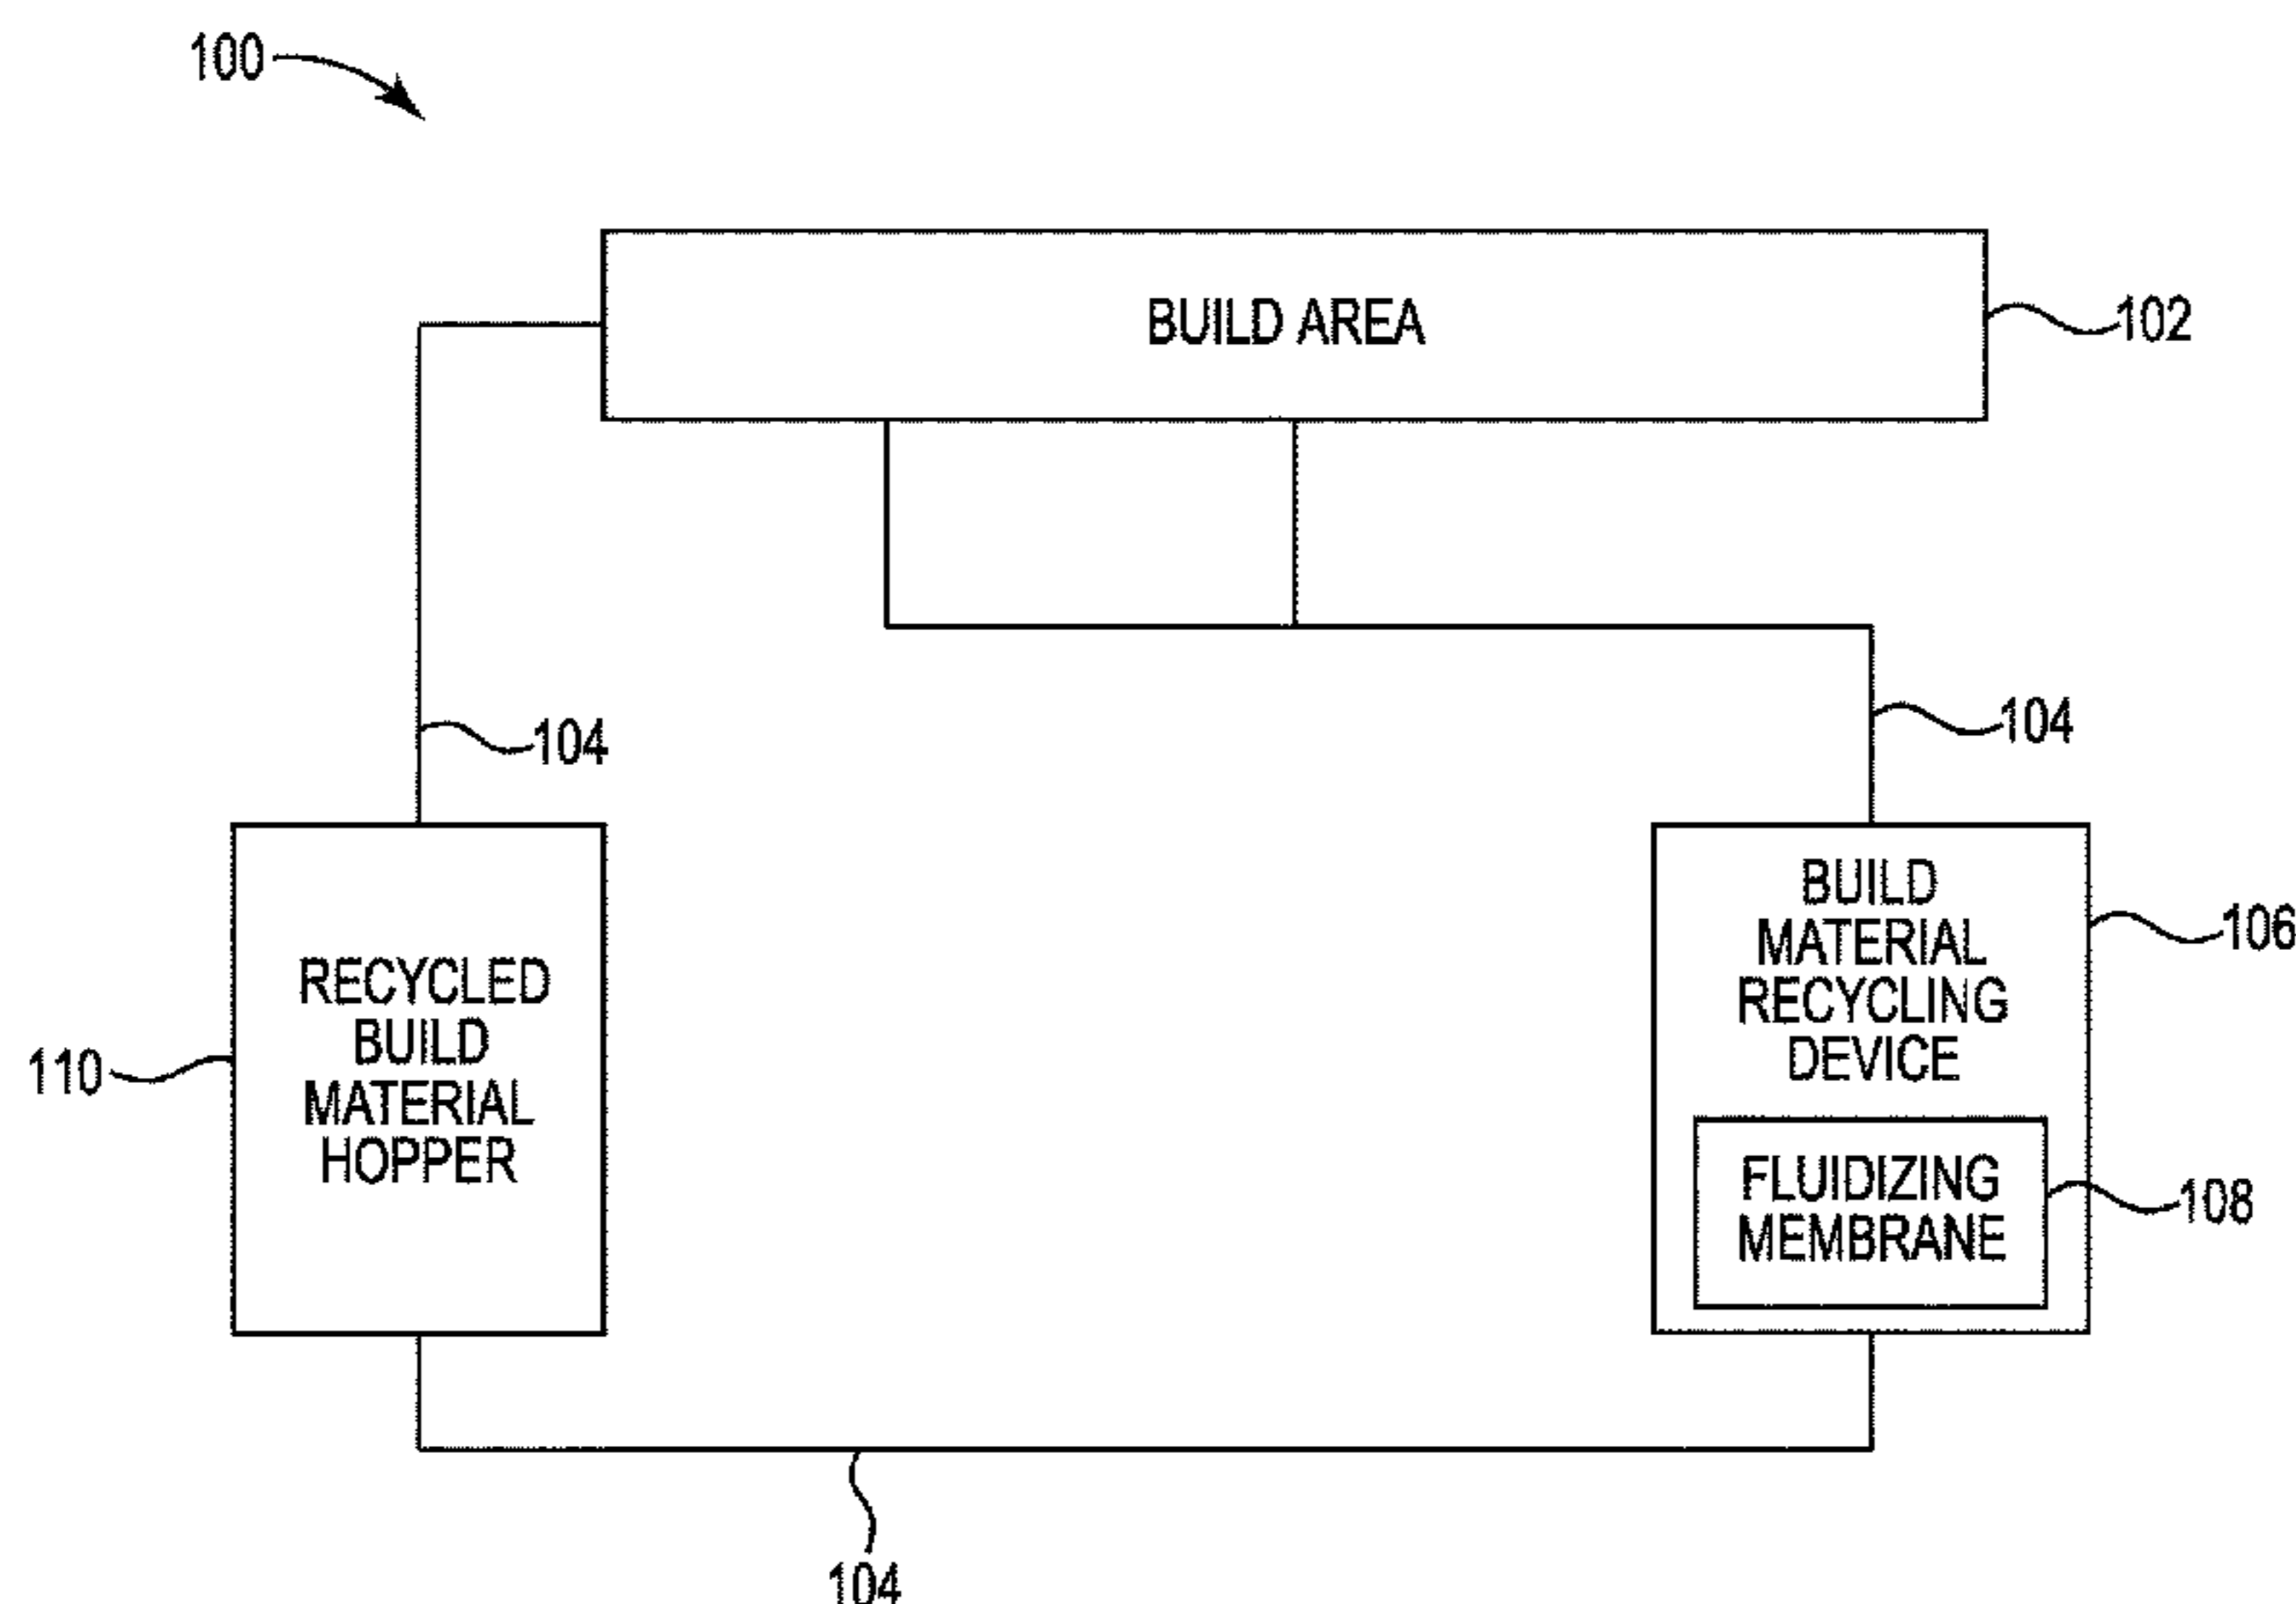 100
BUILD AREA
102
104
104
BUILD
MATERIAL
RECYCLING
DEVICE
106
RECYCLED
BUILD
MATERIAL
HOPPER
110
FLUIDIZING
MEMBRANE
108
104